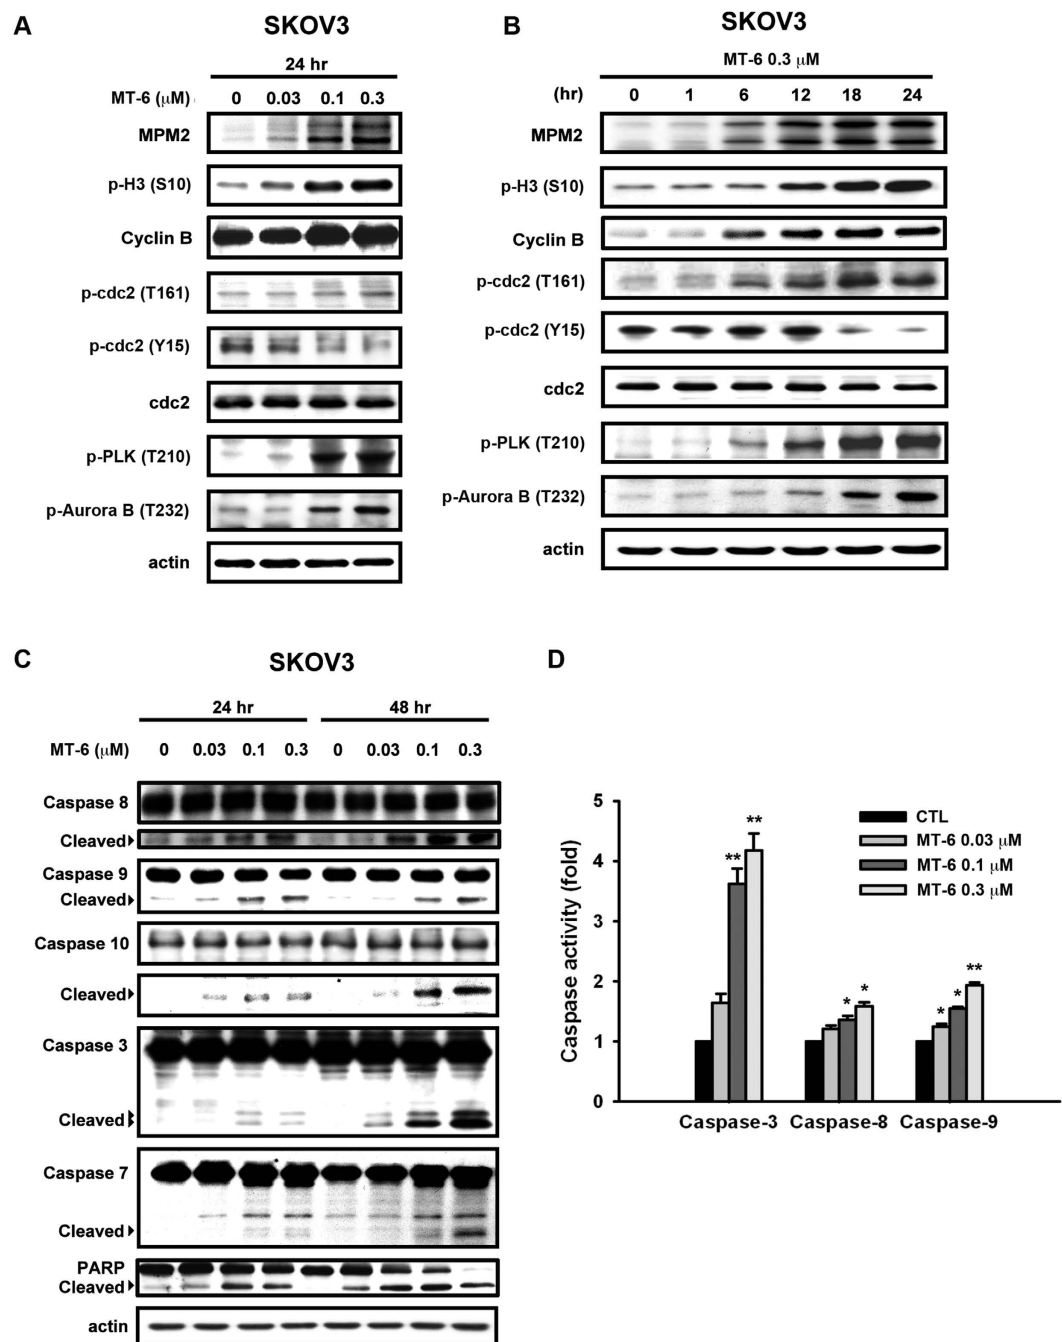 A
SKOV3
24 hr
MT-6 (μM) 0 0.03 0.1 0.3
MPM2
p-H3 (S10)
Cyclin B
p-cdc2 (T161)
p-cdc2 (Y15)
cdc2
p-PLK (T210)
p-Aurora B (T232)
actin
B
SKOV3
MT-6 0.3 μM
(hr) 0 1 6 12 18 24
MPM2
p-H3 (S10)
Cyclin B
p-cdc2 (T161)
p-cdc2 (Y15)
cdc2
p-PLK (T210)
p-Aurora B (T232)
actin
C
SKOV3
24 hr 48 hr
MT-6 (μM) 0 0.03 0.1 0.3 0 0.03 0.1 0.3
Caspase 8
Cleaved
Caspase 9
Cleaved
Caspase 10
Cleaved
Caspase 3
Cleaved
Caspase 7
Cleaved
PARP
Cleaved
actin
D
Caspase activity (fold)
5
4
3
2
1
0
CTL
MT-6 0.03 μM
MT-6 0.1 μM
MT-6 0.3 μM
** **
* *
* * **
Caspase-3 Caspase-8 Caspase-9